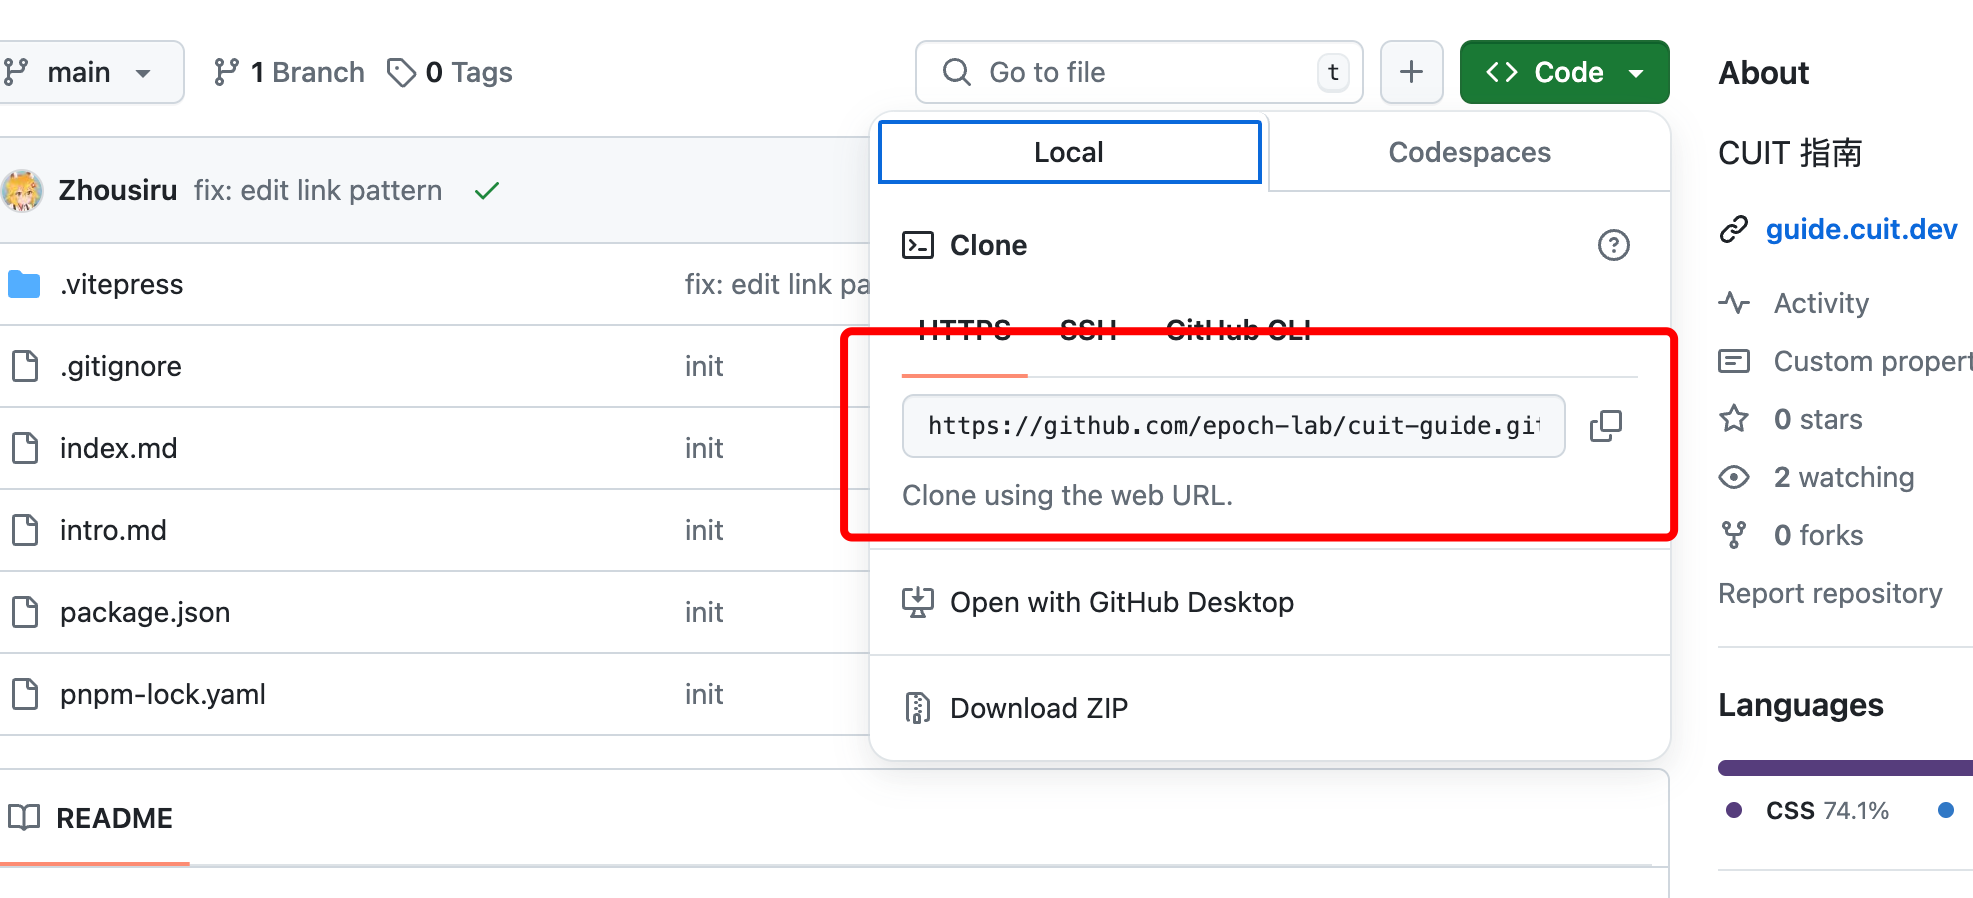 main
1 Branch
0 Tags
Go to file
t
Code
Zhousiru fix: edit link pattern
.vitepress
fix: edit link pa
.gitignore
init
index.md
init
intro.md
init
package.json
init
pnpm-lock.yaml
init
README
Local
Codespaces
Clone
HTTPS
SSH
GitHub CLI
https://github.com/epoch-lab/cuit-guide.git
Clone using the web URL.
Open with GitHub Desktop
Download ZIP
About
CUIT 指南
guide.cuit.dev
Activity
Custom propert
0 stars
2 watching
0 forks
Report repository
Languages
CSS 74.1%